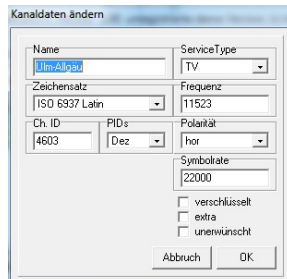 Kanaldaten ändern
Name
Ulm-Allgäu
ServiceType
TV
Zeichensatz
ISO 6937 Latin
Frequenz
11523
Ch. ID
4603
PIDs
Dez
Polarität
hor
Symbolrate
22000
verschlüsselt
extra
unerwünscht
Abbruch
OK